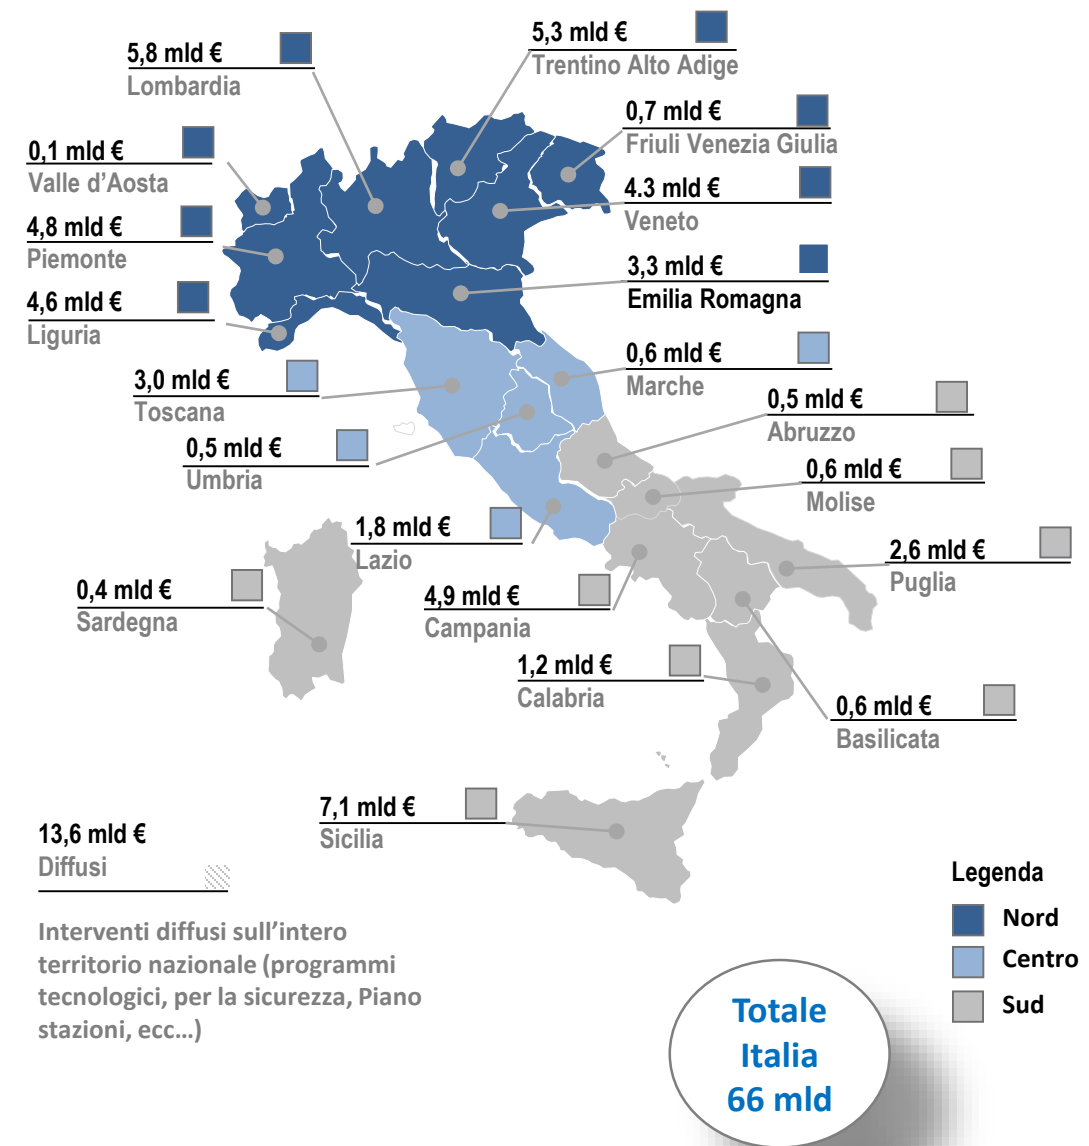 5,8 mld €
Lombardia
5,3 mld €
Trentino Alto Adige
0,1 mld €
Valle d’Aosta
0,7 mld €
Friuli Venezia Giulia
4,8 mld €
Piemonte
4.3 mld €
Veneto
4,6 mld €
Liguria
3,3 mld €
Emilia Romagna
3,0 mld €
Toscana
0,6 mld €
Marche
0,5 mld €
Umbria
0,5 mld €
Abruzzo
0,6 mld €
Molise
1,8 mld €
Lazio
2,6 mld €
Puglia
0,4 mld €
Sardegna
4,9 mld €
Campania
1,2 mld €
Calabria
0,6 mld €
Basilicata
7,1 mld €
Sicilia
13,6 mld €
Diffusi
Interventi diffusi sull’intero
territorio nazionale (programmi
tecnologici, per la sicurezza, Piano
stazioni, ecc…)
Legenda
Nord
Centro
Sud
Totale
Italia
66 mld